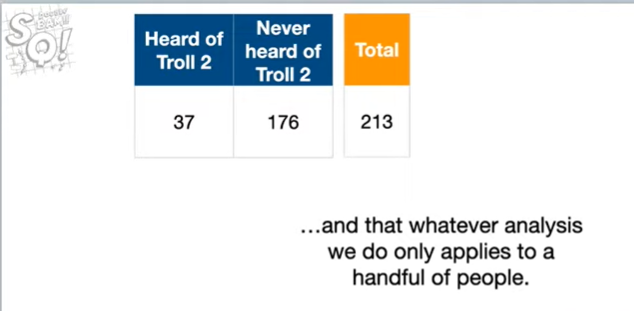 Heard of
Troll 2
Never
heard of
Troll 2
Total
37
176
213
…and that whatever analysis
we do only applies to a
handful of people.